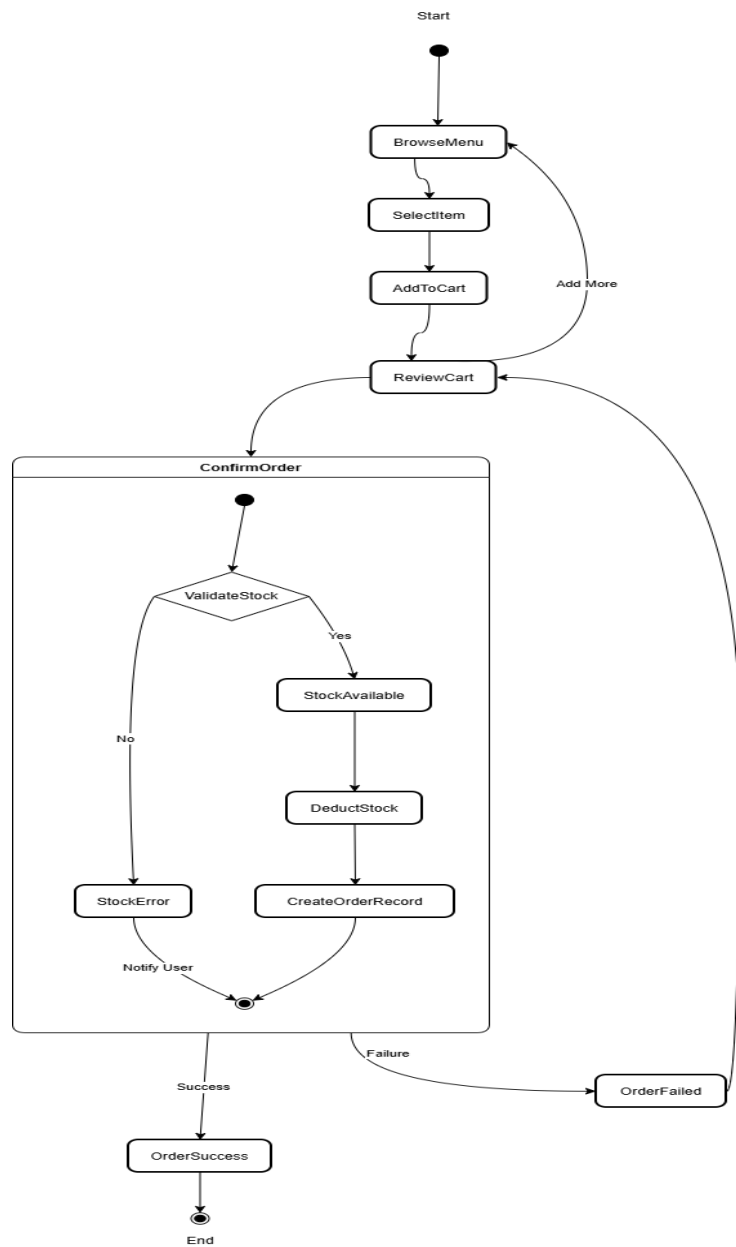 Start
BrowseMenu
SelectItem
AddToCart
Add More
ReviewCart
ConfirmOrder
ValidateStock
Yes
StockAvailable
No
DeductStock
StockError
CreateOrderRecord
Notify User
Failure
Success
OrderFailed
OrderSuccess
End